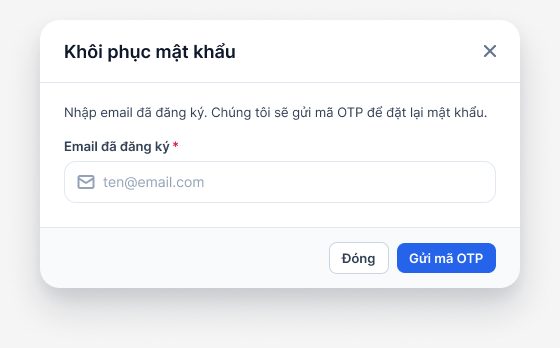 Khôi phục mật khẩu
Nhập email đã đăng ký. Chúng tôi sẽ gửi mã OTP để đặt lại mật khẩu.
Email đã đăng ký *
ten@email.com
Đóng
Gửi mã OTP